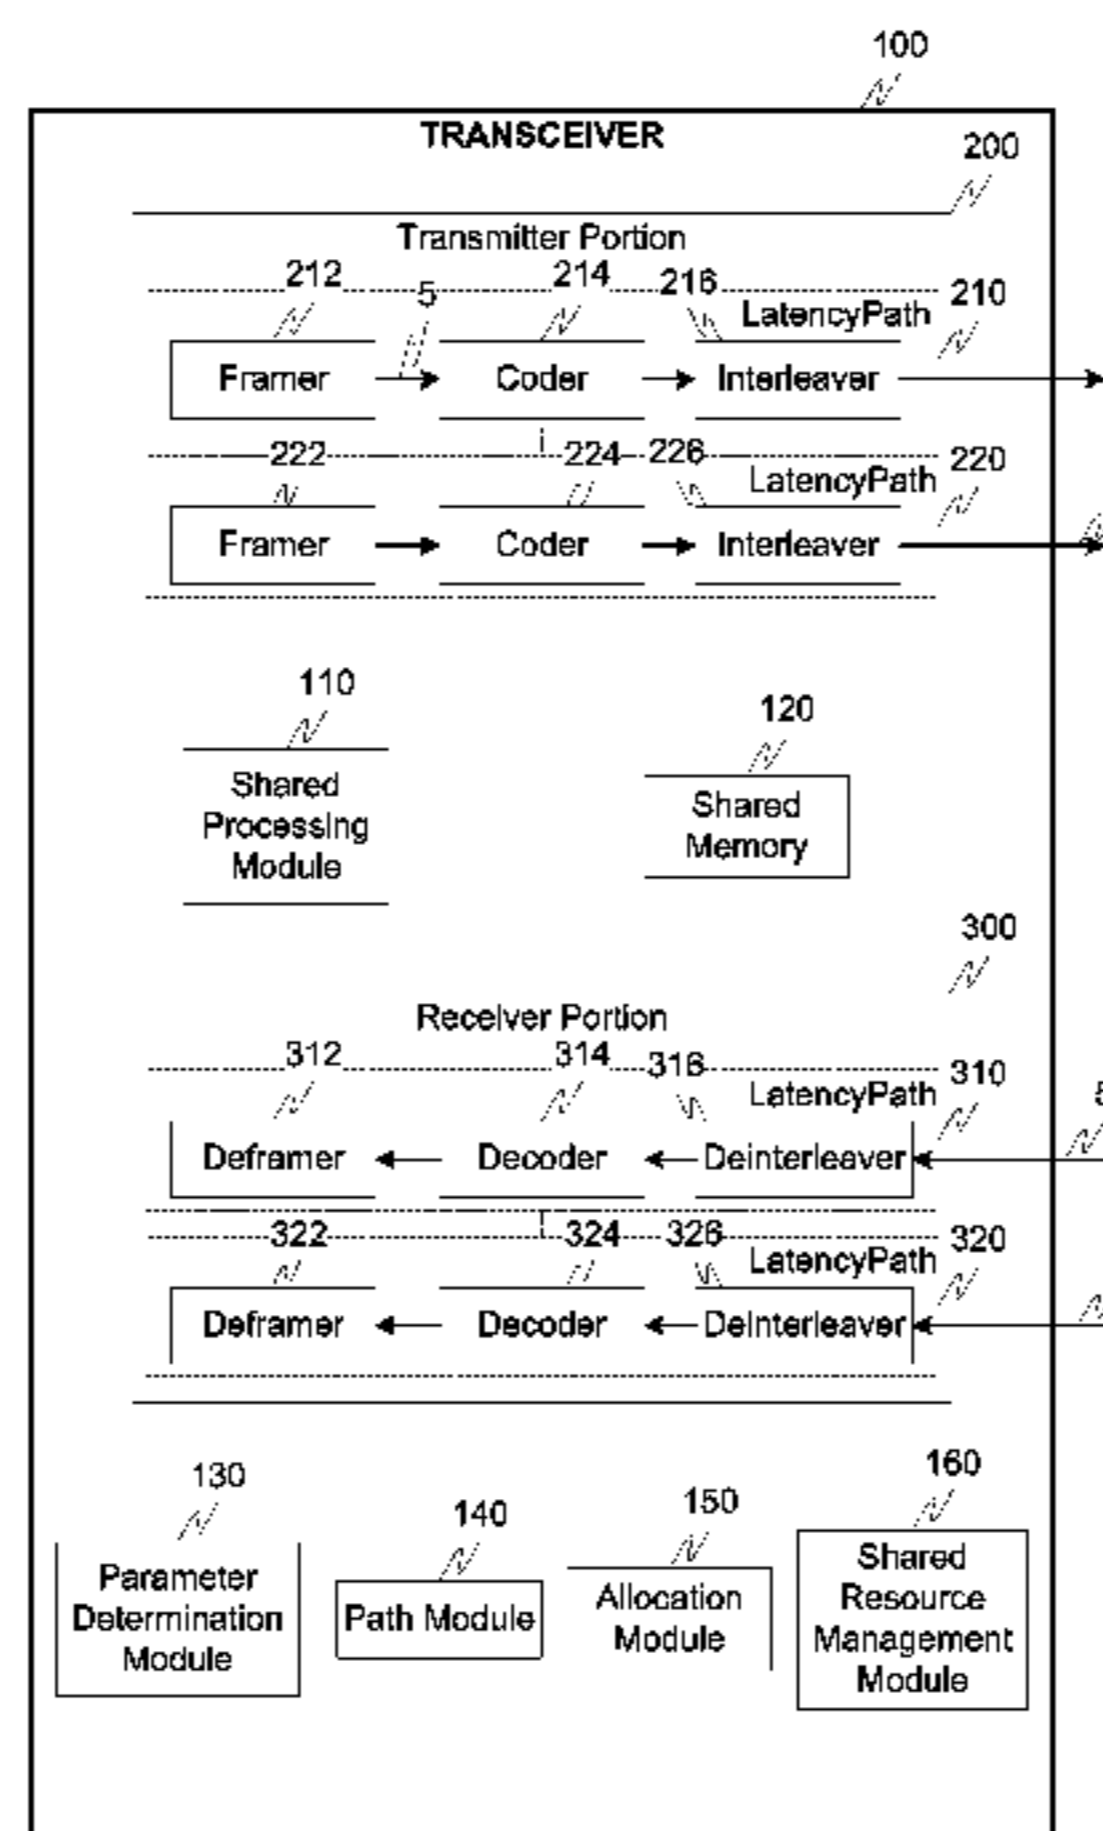 100
TRANSCEIVER
200
Transmitter Portion
212
5
214
216
210
LatencyPath
Framer
Coder
Interleaver
222
224
226
220
LatencyPath
Framer
Coder
Interleaver
110
120
Shared
Processing
Module
Shared
Memory
300
Receiver Portion
312
314
316
310
LatencyPath
Deframer
Decoder
Deinterleaver
322
324
326
320
LatencyPath
Deframer
Decoder
Deinterleaver
130
140
150
160
Parameter
Determination
Module
Path Module
Allocation
Module
Shared
Resource
Management
Module